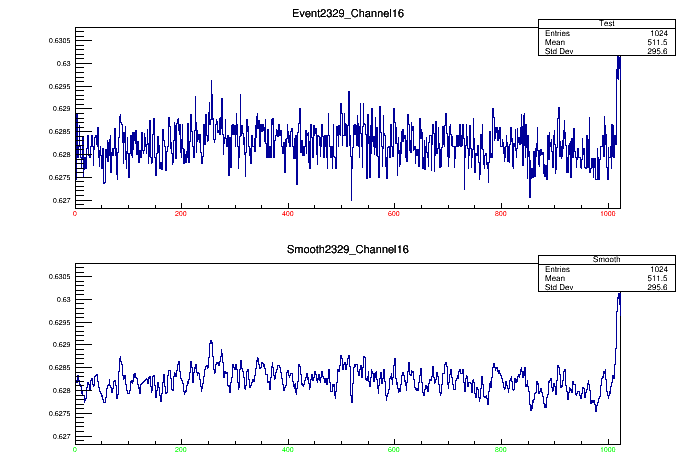 Event2329_Channel16
Test
Entries 1024
Mean 511.5
Std Dev 295.6
0.6305
0.63
0.6295
0.629
0.6285
0.628
0.6275
0.627
0 200 400 600 800 1000
Smooth2329_Channel16
Smooth
Entries 1024
Mean 511.5
Std Dev 295.6
0.6305
0.63
0.6295
0.629
0.6285
0.628
0.6275
0.627
0 200 400 600 800 1000